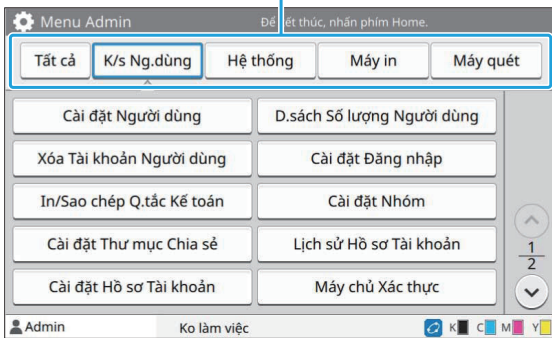 Menu Admin
Để kết thúc, nhấn phím Home.
Tất cả K/s Ng.dùng Hệ thống Máy in Máy quét
Cài đặt Người dùng D.sách Số lượng Người dùng
Xóa Tài khoản Người dùng Cài đặt Đăng nhập
In/Sao chép Q.tắc Kế toán Cài đặt Nhóm
Cài đặt Thư mục Chia sẻ Lịch sử Hồ sơ Tài khoản
1
2
Cài đặt Hồ sơ Tài khoản Máy chủ Xác thực
Admin Ko làm việc K C M Y